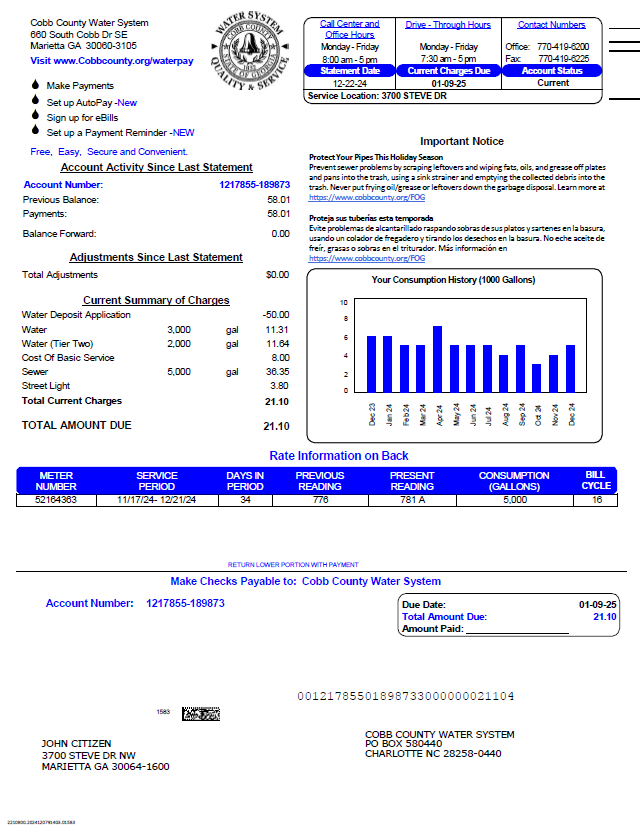 Cobb County Water System
660 South Cobb Dr SE
Marietta GA 30060-3105
Visit www.Cobbcounty.org/waterpay
Make Payments
Set up AutoPay -New
Sign up for eBills
Set up a Payment Reminder -NEW
Free, Easy, Secure and Convenient.
WATER SYSTEM
COBB COUNTY
STATE OF GEORGIA
1832
QUALITY & SERVICE
Call Center and Office Hours
Monday - Friday
8:00 am - 5 pm
Drive - Through Hours
Monday - Friday
7:30 am - 5 pm
Contact Numbers
Office: 770-419-6200
Fax: 770-419-6225
Statement Date Current Charges Due Account Status
12-22-24 01-09-25 Current
Service Location: 3700 STEVE DR
Account Activity Since Last Statement
Account Number: 1217855-189873
Previous Balance: 58.01
Payments: 58.01
Balance Forward: 0.00
Adjustments Since Last Statement
Total Adjustments $0.00
Current Summary of Charges
Water Deposit Application -50.00
Water 3,000 gal 11.31
Water (Tier Two) 2,000 gal 11.64
Cost Of Basic Service 8.00
Sewer 5,000 gal 36.35
Street Light 3.80
Total Current Charges 21.10
TOTAL AMOUNT DUE 21.10
Important Notice
Protect Your Pipes This Holiday Season
Prevent sewer problems by scraping leftovers and wiping fats, oils, and grease off plates
and pans into the trash, using a sink strainer and emptying the collected debris into the
trash. Never put frying oil/grease or leftovers down the garbage disposal. Learn more at
https://www.cobbcounty.org/FOG
Proteja sus tuberías esta temporada
Evite problemas de alcantarillado raspando sobras de sus platos y sartenes en la basura,
usando un colador de fregadero y tirando los desechos en la basura. No eche aceite de
freír, grasas o sobras en el triturador. Más información en
https://www.cobbcounty.org/FOG
Your Consumption History (1000 Gallons)
10
8
6
4
2
0
Dec 23 Jan 24 Feb 24 Mar 24 Apr 24 May 24 Jun 24 Jul 24 Aug 24 Sep 24 Oct 24 Nov 24 Dec 24
Rate Information on Back
METER NUMBER SERVICE PERIOD DAYS IN PERIOD PREVIOUS READING PRESENT READING CONSUMPTION (GALLONS) BILL CYCLE
52164363 11/17/24- 12/21/24 34 776 781 A 5,000 16
RETURN LOWER PORTION WITH PAYMENT
Make Checks Payable to: Cobb County Water System
Account Number: 1217855-189873
Due Date: 01-09-25
Total Amount Due: 21.10
Amount Paid:
00121785501898733000000021104
1583
JOHN CITIZEN
3700 STEVE DR NW
MARIETTA GA 30064-1600
COBB COUNTY WATER SYSTEM
PO BOX 580440
CHARLOTTE NC 28258-0440